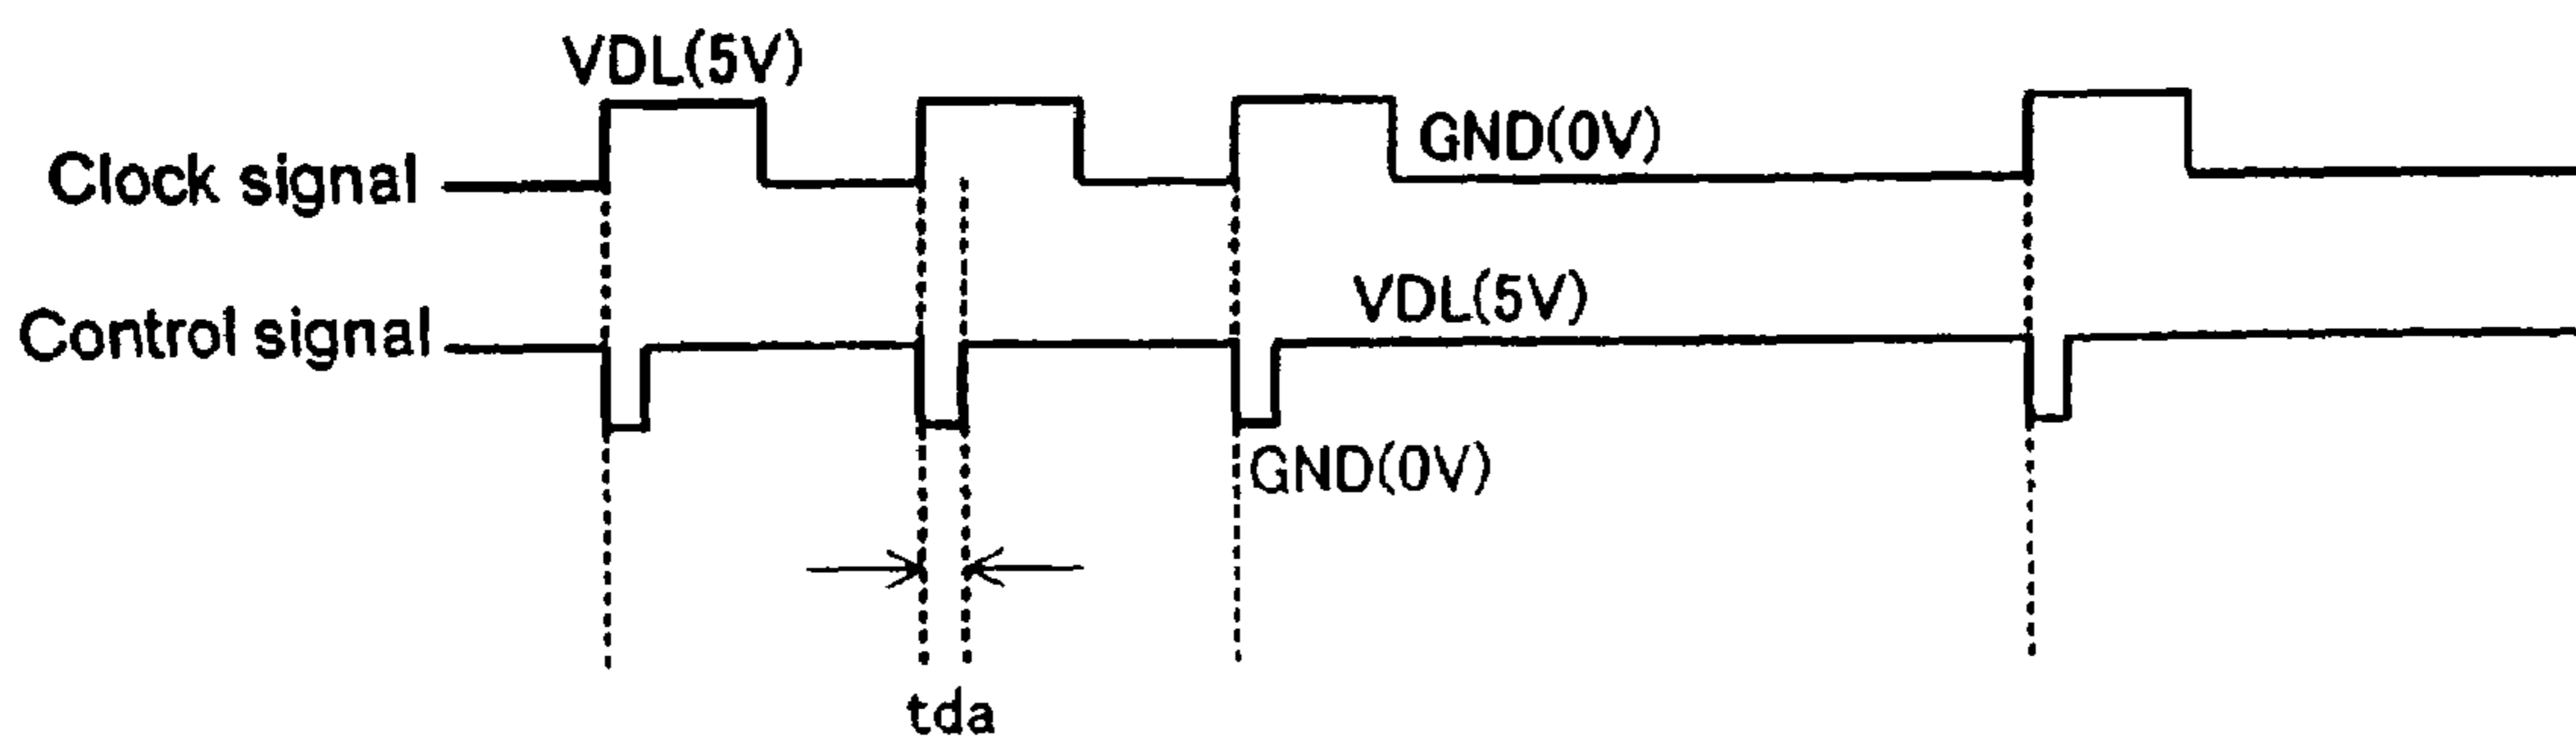 VDL(5V)
Clock signal
GND(0V)
Control signal
VDL(5V)
GND(0V)
tda